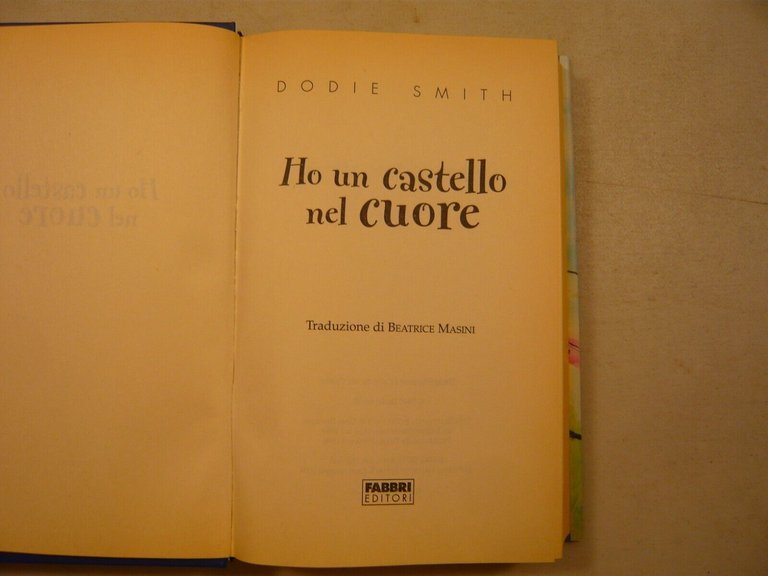 DODIE SMITH
Ho un castello
nel cuore
Traduzione di BEATRICE MASINI
FABBRI
EDITORI